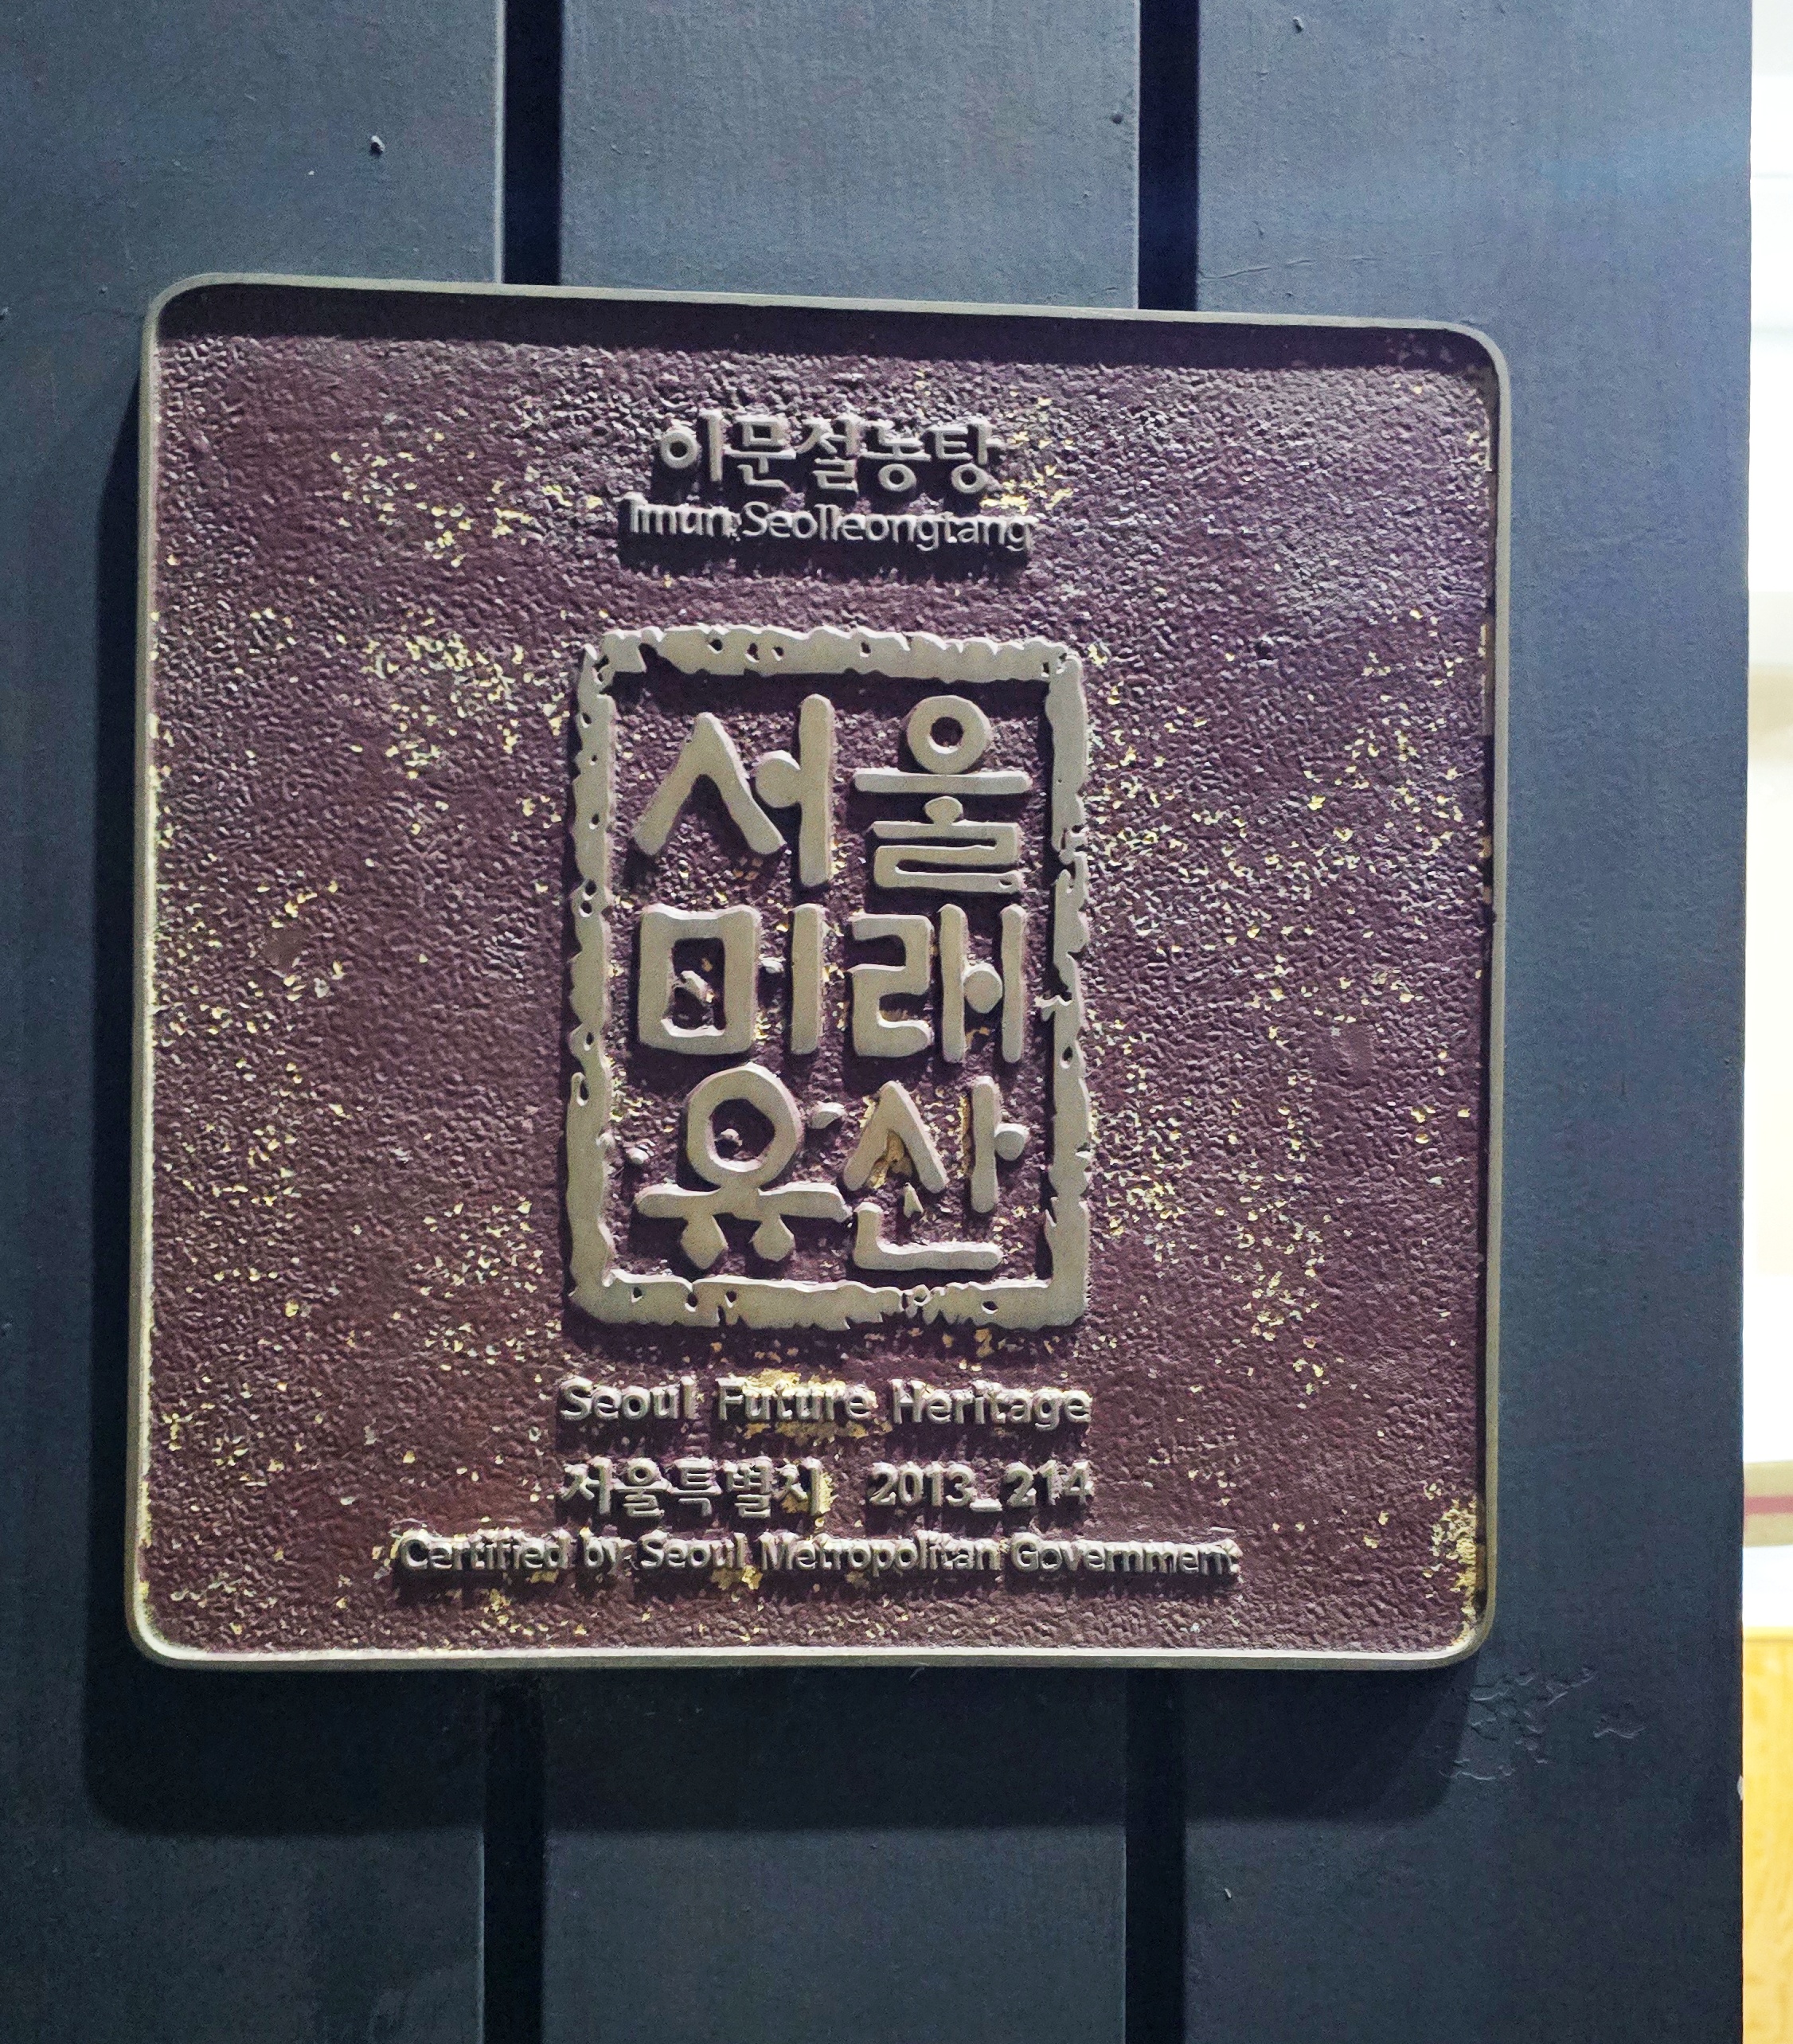 이문설농탕
Imun Seolleongtang
서울
미래
유산
Seoul Future Heritage
서울특별시 2013_214
Certified by Seoul Metropolitan Government